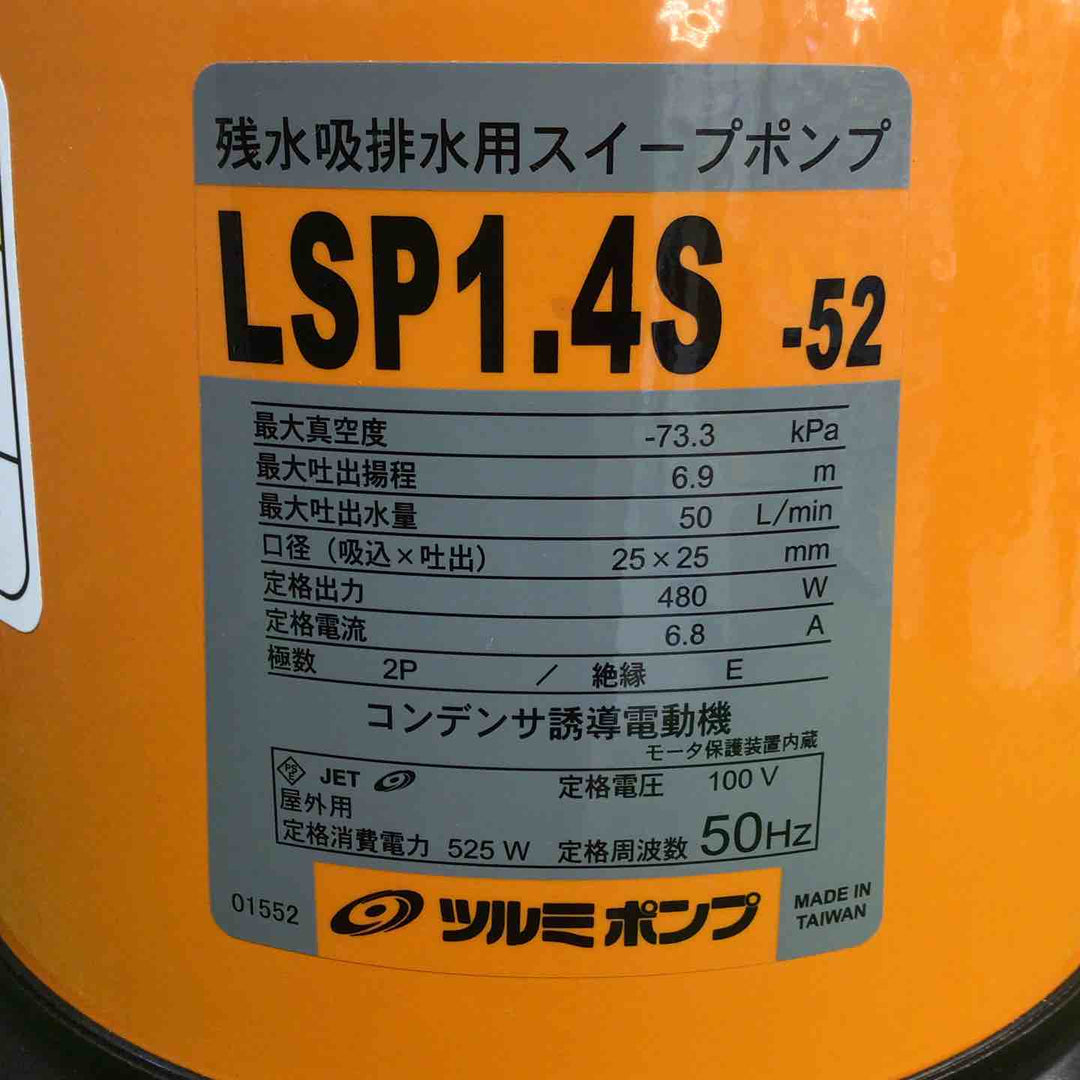 残水吸排水用スイープポンプ
LSP1.4S -52
最大真空度 -73.3 kPa
最大吐出揚程 6.9 m
最大吐出水量 50 L/min
口径（吸込×吐出） 25×25 mm
定格出力 480 W
定格電流 6.8 A
極数 2P / 絶縁 E
コンデンサ誘導電動機
モータ保護装置内蔵
PSE JET 定格電圧 100 V
屋外用
定格消費電力 525 W 定格周波数 50Hz
01552 ツルミポンプ MADE IN
TAIWAN